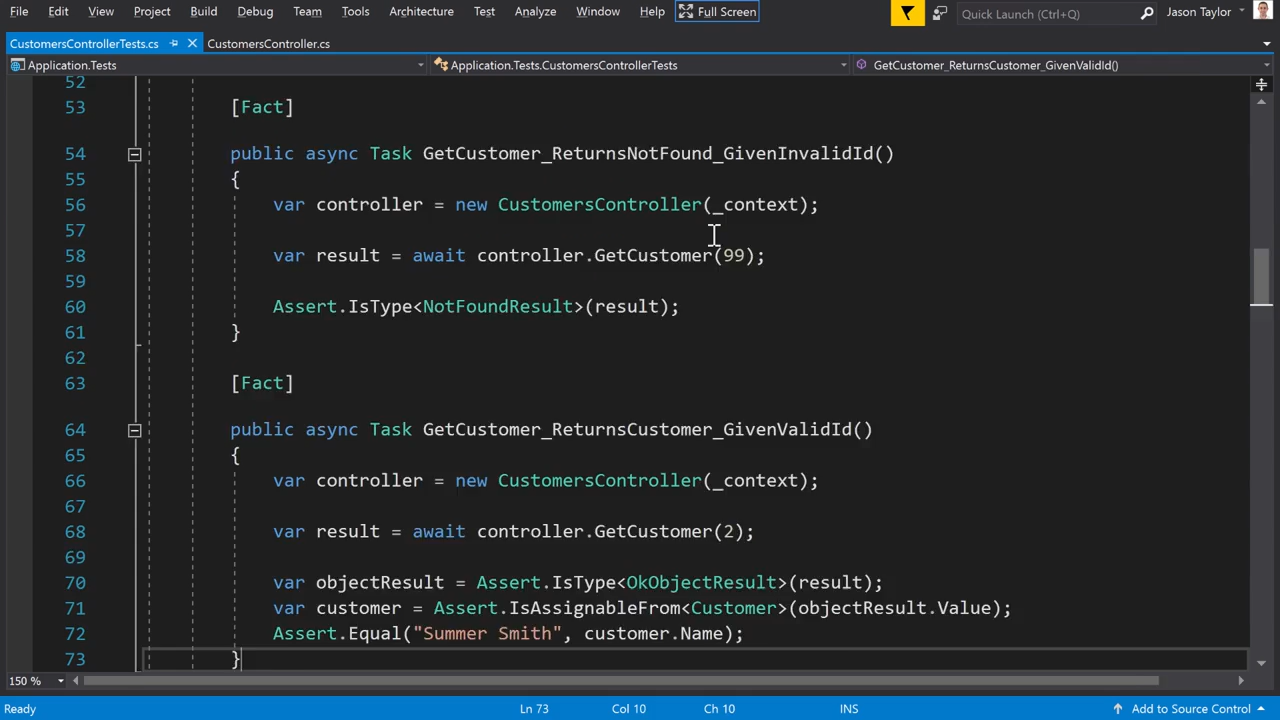 File Edit View Project Build Debug Team Tools Architecture Test Analyze Window Help Full Screen Quick Launch (Ctrl+Q) Jason Taylor
CustomersControllerTests.cs CustomersController.cs
Application.Tests Application.Tests.CustomersControllerTests GetCustomer_ReturnsCustomer_GivenValidId()
52
53 [Fact]
54 public async Task GetCustomer_ReturnsNotFound_GivenInvalidId()
55 {
56 var controller = new CustomersController(_context);
57
58 var result = await controller.GetCustomer(99);
59
60 Assert.IsType<NotFoundResult>(result);
61 }
62
63 [Fact]
64 public async Task GetCustomer_ReturnsCustomer_GivenValidId()
65 {
66 var controller = new CustomersController(_context);
67
68 var result = await controller.GetCustomer(2);
69
70 var objectResult = Assert.IsType<OkObjectResult>(result);
71 var customer = Assert.IsAssignableFrom<Customer>(objectResult.Value);
72 Assert.Equal("Summer Smith", customer.Name);
73 }
150 %
Ready Ln 73 Col 10 Ch 10 INS Add to Source Control